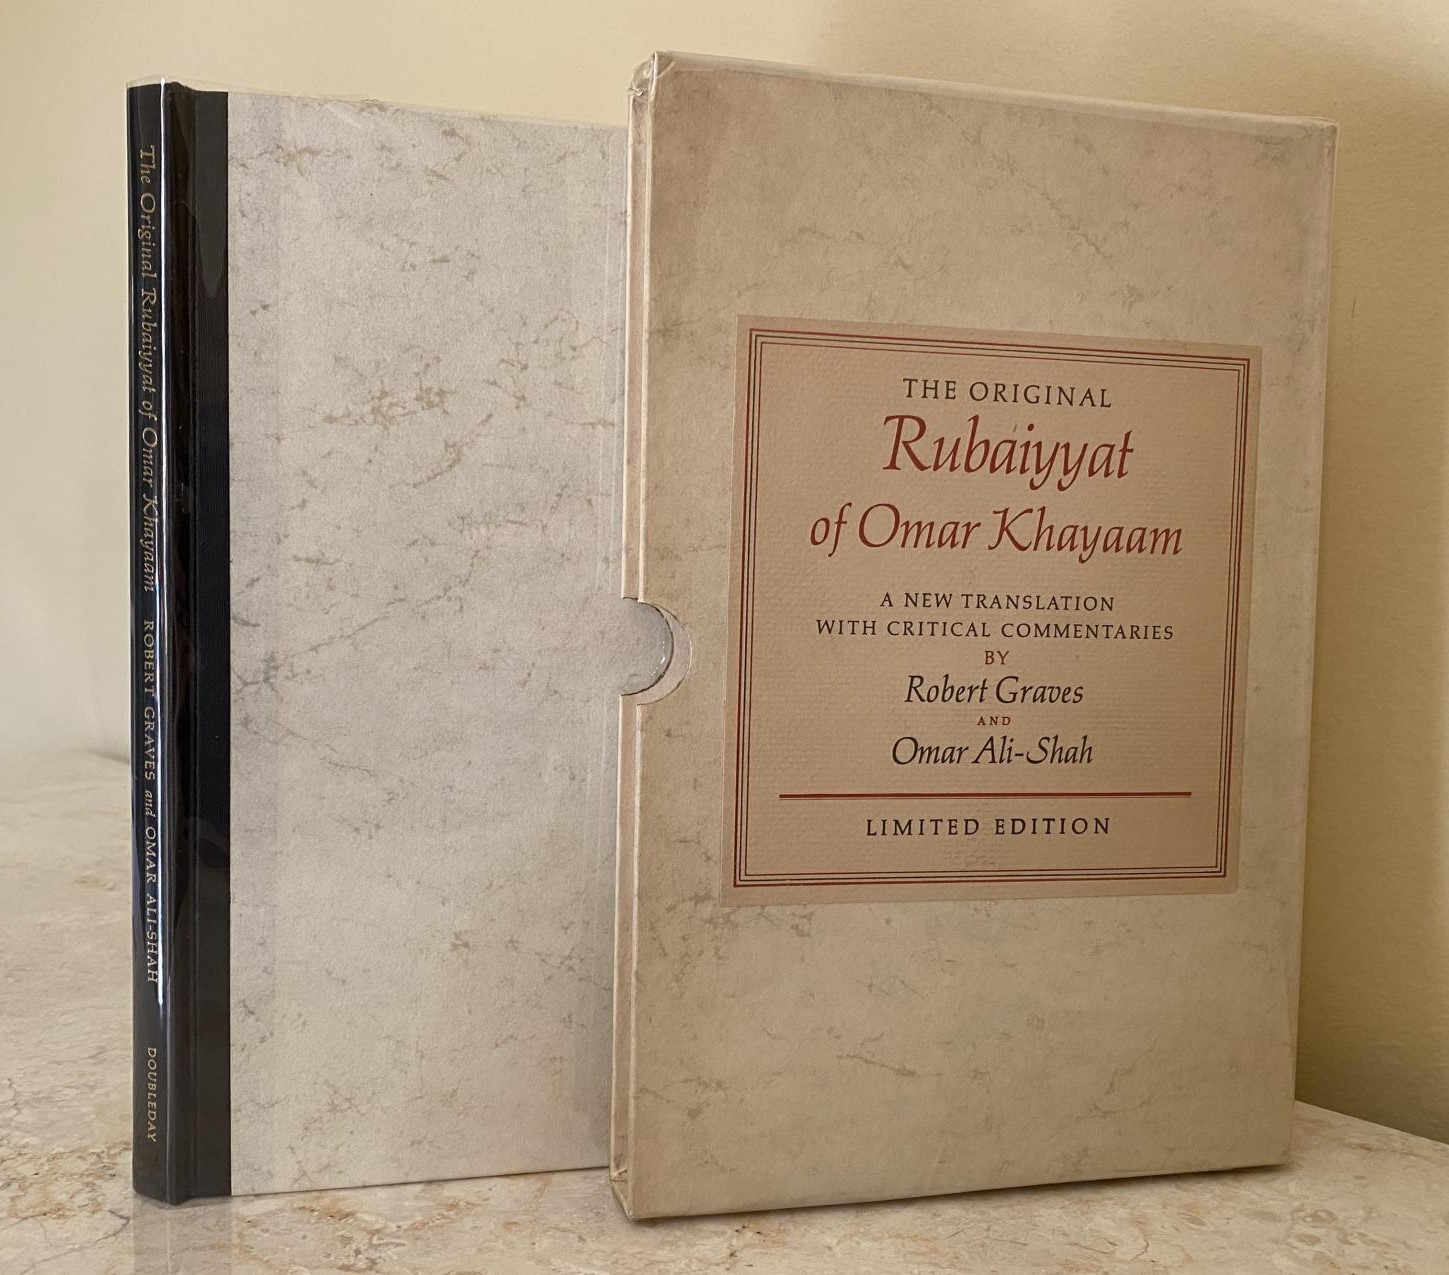 The Original Rubaiyyat of Omar Khayaam ROBERT GRAVES and OMAR ALI-SHAH DOUBLEDAY
THE ORIGINAL
Rubáiyyat
of Omar Khayaam
A NEW TRANSLATION
WITH CRITICAL COMMENTARIES
BY
Robert Graves
AND
Omar Ali-Shah
LIMITED EDITION